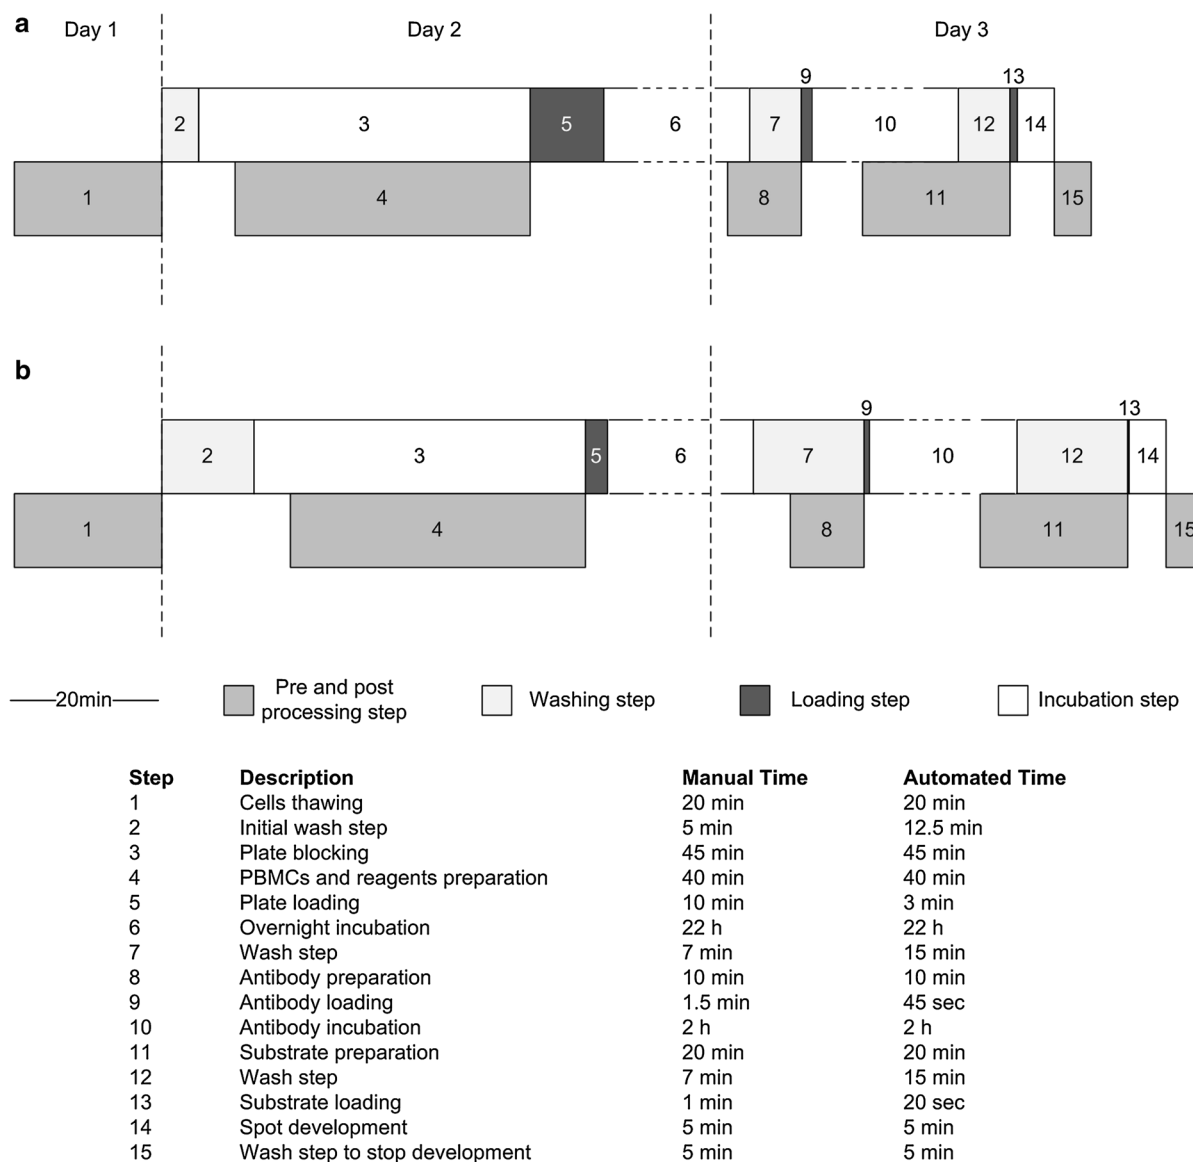 a
Day 1 Day 2 Day 3
9 13
2 3 5 6 7 10 12 14
1 4 8 11 15
b
9 13
2 3 5 6 7 10 12 14
1 4 8 11 15
20min
Pre and post
processing step
Washing step
Loading step
Incubation step
Step Description Manual Time Automated Time
1 Cells thawing 20 min 20 min
2 Initial wash step 5 min 12.5 min
3 Plate blocking 45 min 45 min
4 PBMCs and reagents preparation 40 min 40 min
5 Plate loading 10 min 3 min
6 Overnight incubation 22 h 22 h
7 Wash step 7 min 15 min
8 Antibody preparation 10 min 10 min
9 Antibody loading 1.5 min 45 sec
10 Antibody incubation 2 h 2 h
11 Substrate preparation 20 min 20 min
12 Wash step 7 min 15 min
13 Substrate loading 1 min 20 sec
14 Spot development 5 min 5 min
15 Wash step to stop development 5 min 5 min